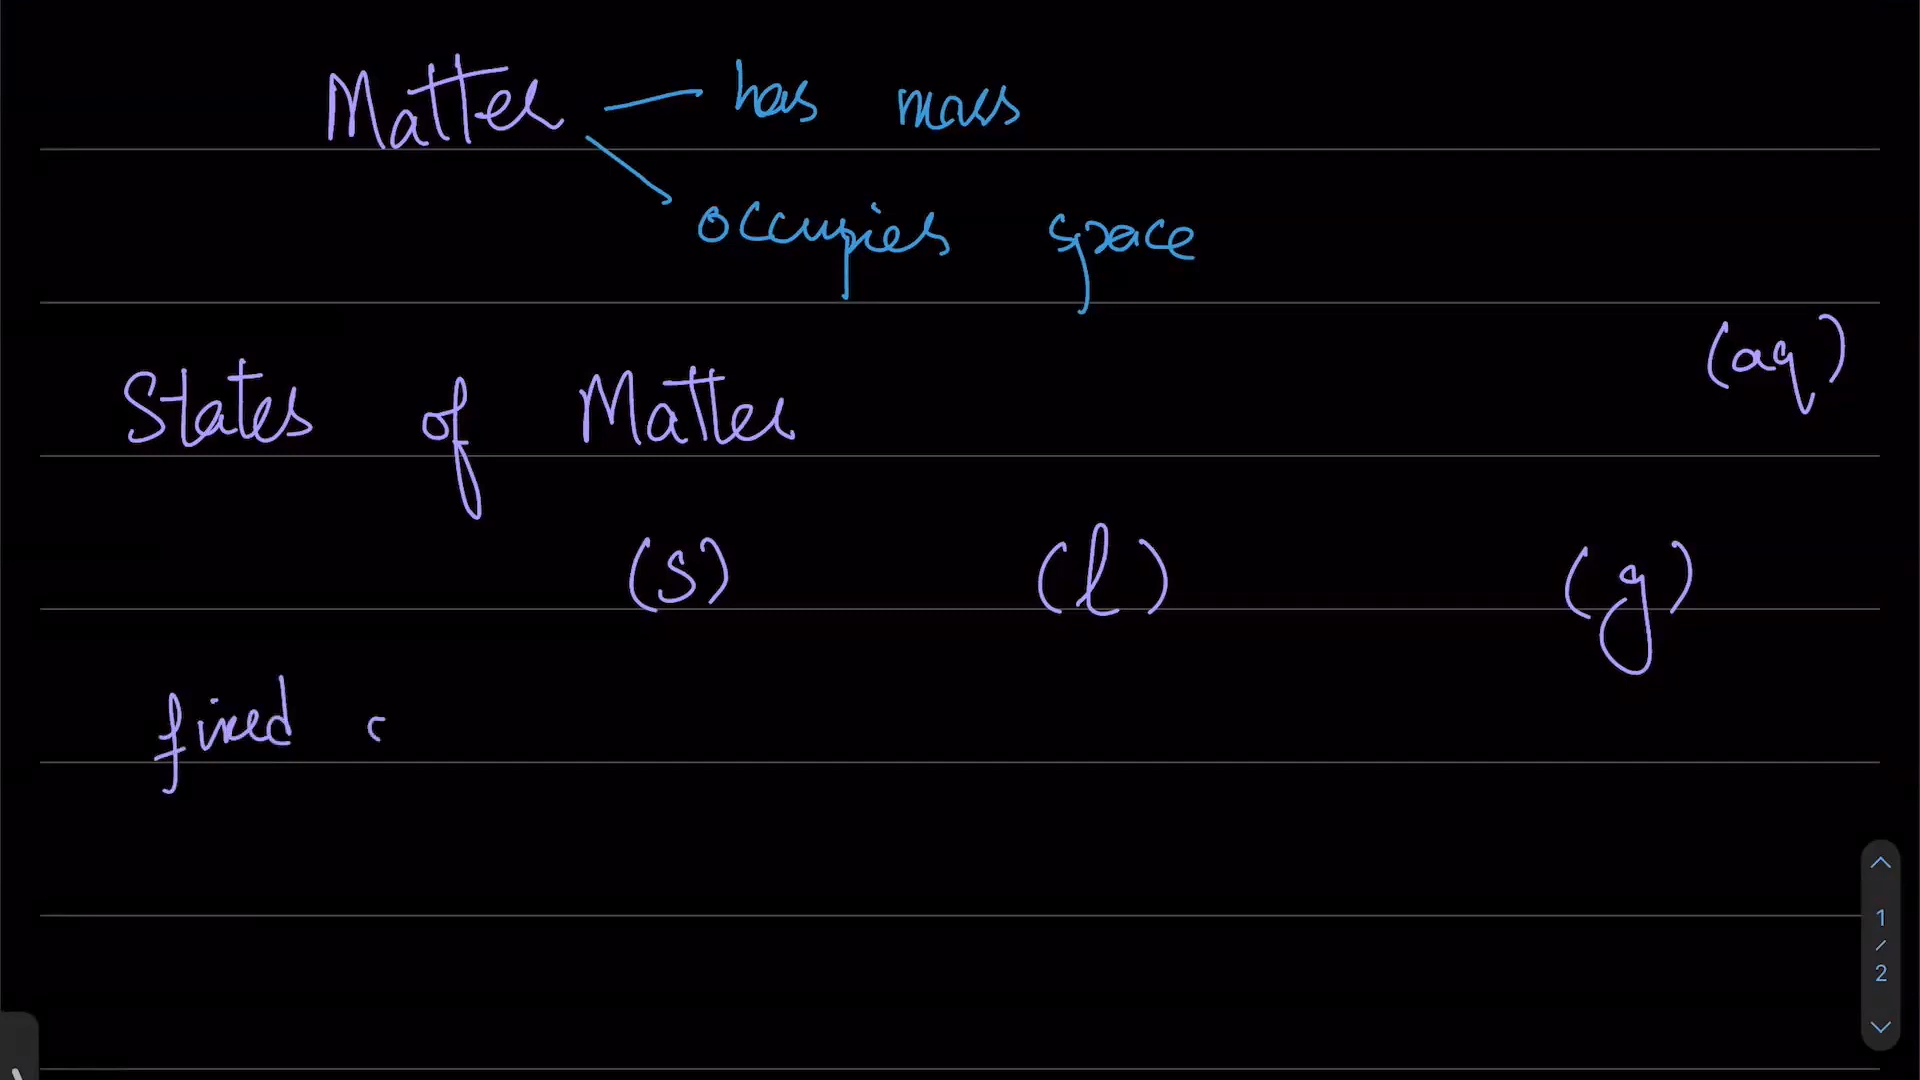 Matter — has mass
occupies space
(aq)
States of Matter
(s) (l) (g)
fixed c
1
/
2